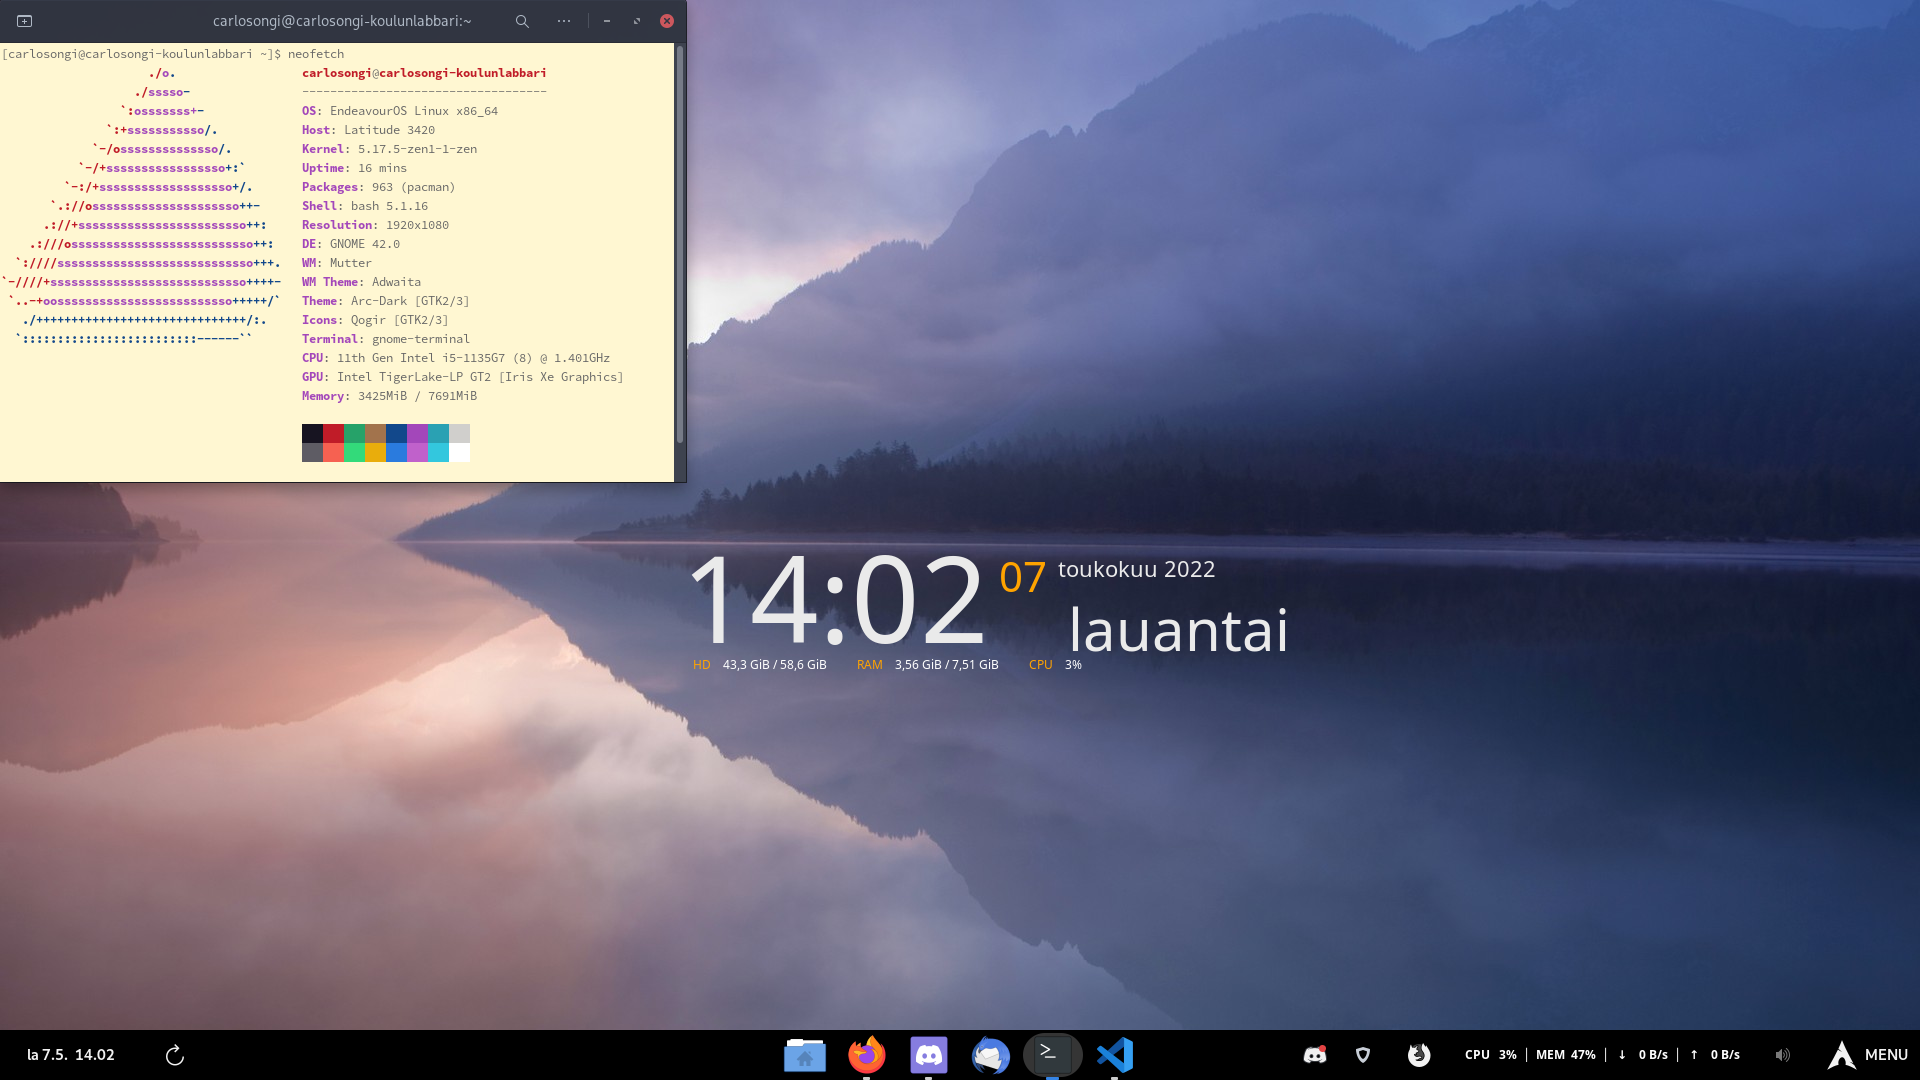 carlosongi@carlosongi-koulunlabbari:~
[carlosongi@carlosongi-koulunlabbari ~]$ neofetch
./o.
./sssso-
`:osssssss+-
`:+sssssssssso/.
`-/ossssssssssssso/.
`-/+sssssssssssssssso+:`
`-:/+sssssssssssssssssso+/.
`.://osssssssssssssssssssso++-
.://+ssssssssssssssssssssssso++:
.:///ossssssssssssssssssssssssso++:
`:////ssssssssssssssssssssssssssso+++.
`-////+ssssssssssssssssssssssssssso++++-
`..-+oosssssssssssssssssssssssso+++++/`
./++++++++++++++++++++++++++++++/:.
`:::::::::::::::::::::::::------``
carlosongi@carlosongi-koulunlabbari
-----------------------------------
OS: EndeavourOS Linux x86_64
Host: Latitude 3420
Kernel: 5.17.5-zen1-1-zen
Uptime: 16 mins
Packages: 963 (pacman)
Shell: bash 5.1.16
Resolution: 1920x1080
DE: GNOME 42.0
WM: Mutter
WM Theme: Adwaita
Theme: Arc-Dark [GTK2/3]
Icons: Qogir [GTK2/3]
Terminal: gnome-terminal
CPU: 11th Gen Intel i5-1135G7 (8) @ 1.401GHz
GPU: Intel TigerLake-LP GT2 [Iris Xe Graphics]
Memory: 3425MiB / 7691MiB
14:02 07 toukokuu 2022
lauantai
HD 43,3 GiB / 58,6 GiB RAM 3,56 GiB / 7,51 GiB CPU 3%
la 7.5. 14.02
CPU 3% | MEM 47% | ↓ 0 B/s | ↑ 0 B/s
MENU